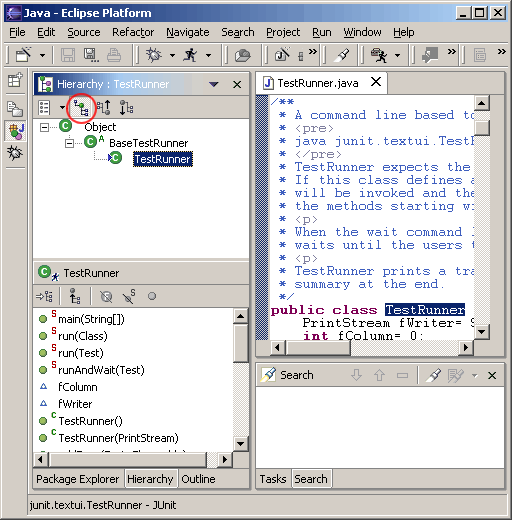 Java - Eclipse Platform
File Edit Source Refactor Navigate Search Project Run Window Help
Hierarchy : TestRunner
Object
BaseTestRunner
TestRunner
TestRunner
main(String[])
run(Class)
run(Test)
runAndWait(Test)
fColumn
fWriter
TestRunner()
TestRunner(PrintStream)
Package Explorer Hierarchy Outline
TestRunner.java
/**
* A command line based to
* <pre>
* java junit.textui.TestR
* </pre>
* TestRunner expects the
* If this class defines a
* will be invoked and the
* the methods starting wi
* <p>
* When the wait command l
* waits until the users t
* <p>
* TestRunner prints a tra
* summary at the end.
*/
public class TestRunner
PrintStream fWriter= S
int fColumn= 0;
Search
Tasks Search
junit.textui.TestRunner - JUnit